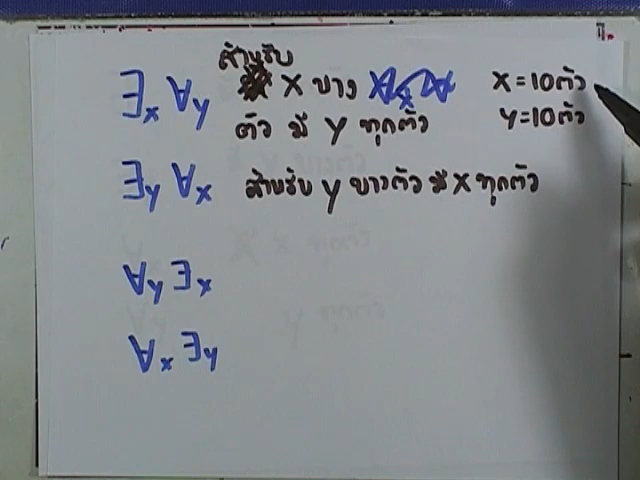 สำหรับ
∃x ∀y X บาง X = 10 ตัว
ตัว มี Y ทุกตัว Y = 10 ตัว
∃y ∀x สำหรับ y บางตัว มี X ทุกตัว
∀y ∃x
∀x ∃y